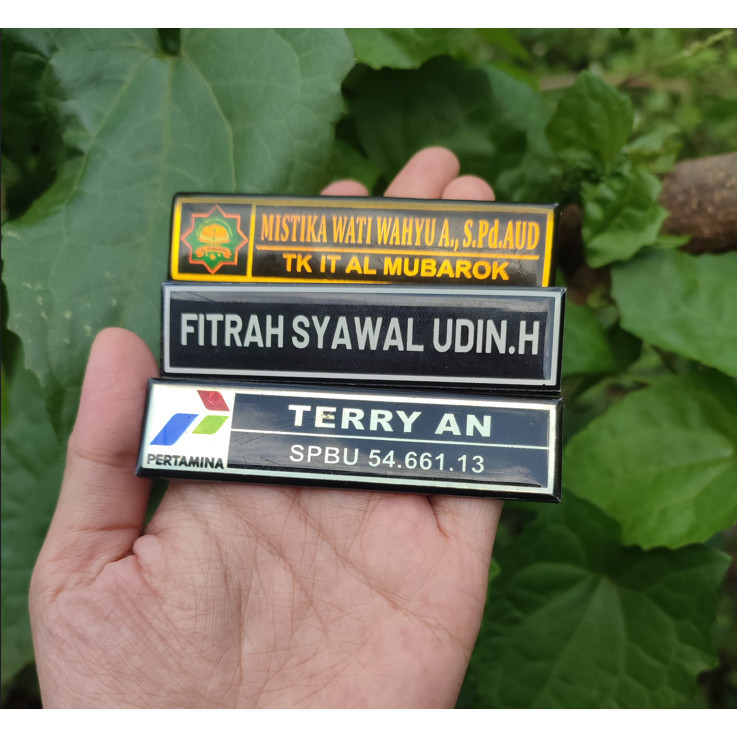 MISTIKA WATI WAHYU A., S.Pd.AUD
TK IT AL MUBAROK
FITRAH SYAWAL UDIN.H
TERRY AN
SPBU 54.661.13
PERTAMINA